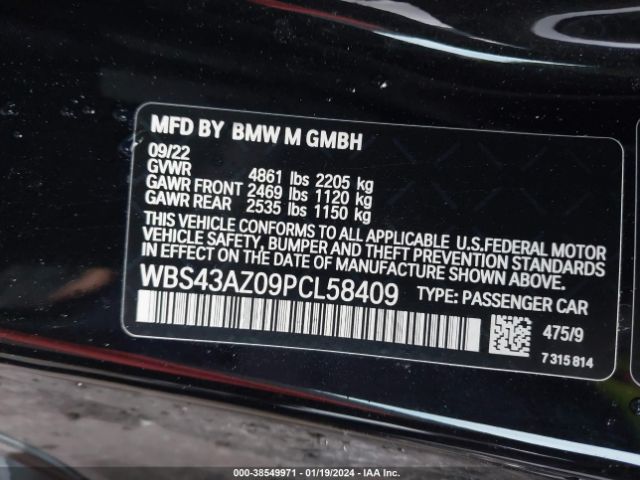 MFD BY BMW M GMBH
09/22
GVWR 4861 lbs 2205 kg
GAWR FRONT 2469 lbs 1120 kg
GAWR REAR 2535 lbs 1150 kg
THIS VEHICLE CONFORMS TO ALL APPLICABLE U.S.FEDERAL MOTOR
VEHICLE SAFETY, BUMPER AND THEFT PREVENTION STANDARDS
IN EFFECT ON THE DATE OF MANUFACTURE SHOWN ABOVE.
WBS43AZ09PCL58409 TYPE: PASSENGER CAR
475/9
7 315 814
000-38549971 - 01/19/2024 - IAA Inc.